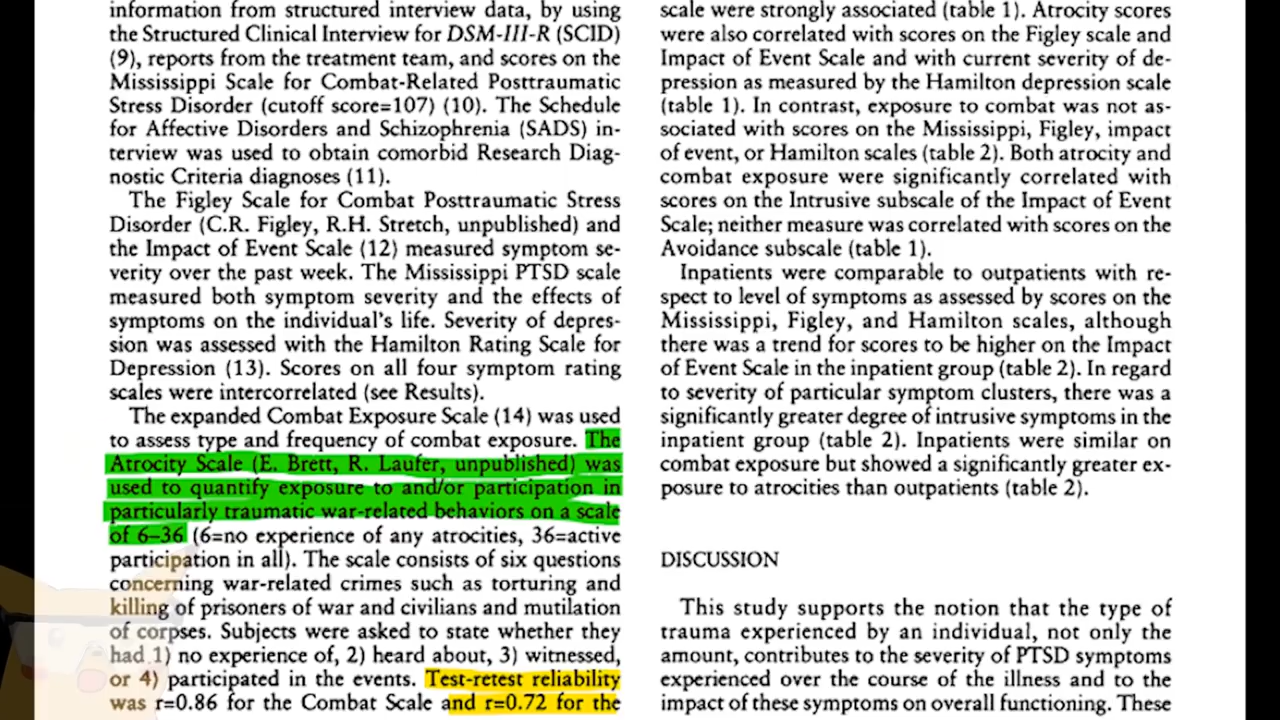 information from structured interview data, by using
the Structured Clinical Interview for DSM-III-R (SCID)
(9), reports from the treatment team, and scores on the
Mississippi Scale for Combat-Related Posttraumatic
Stress Disorder (cutoff score=107) (10). The Schedule
for Affective Disorders and Schizophrenia (SADS) in-
terview was used to obtain comorbid Research Diag-
nostic Criteria diagnoses (11).
The Figley Scale for Combat Posttraumatic Stress
Disorder (C.R. Figley, R.H. Stretch, unpublished) and
the Impact of Event Scale (12) measured symptom se-
verity over the past week. The Mississippi PTSD scale
measured both symptom severity and the effects of
symptoms on the individual's life. Severity of depres-
sion was assessed with the Hamilton Rating Scale for
Depression (13). Scores on all four symptom rating
scales were intercorrelated (see Results).
The expanded Combat Exposure Scale (14) was used
to assess type and frequency of combat exposure. The
Atrocity Scale (E. Brett, R. Laufer, unpublished) was
used to quantify exposure to and/or participation in
particularly traumatic war-related behaviors on a scale
of 6–36 (6=no experience of any atrocities, 36=active
participation in all). The scale consists of six questions
concerning war-related crimes such as torturing and
killing of prisoners of war and civilians and mutilation
of corpses. Subjects were asked to state whether they
had 1) no experience of, 2) heard about, 3) witnessed,
or 4) participated in the events. Test-retest reliability
was r=0.86 for the Combat Scale and r=0.72 for the
scale were strongly associated (table 1). Atrocity scores
were also correlated with scores on the Figley scale and
Impact of Event Scale and with current severity of de-
pression as measured by the Hamilton depression scale
(table 1). In contrast, exposure to combat was not as-
sociated with scores on the Mississippi, Figley, impact
of event, or Hamilton scales (table 2). Both atrocity and
combat exposure were significantly correlated with
scores on the Intrusive subscale of the Impact of Event
Scale; neither measure was correlated with scores on the
Avoidance subscale (table 1).
Inpatients were comparable to outpatients with re-
spect to level of symptoms as assessed by scores on the
Mississippi, Figley, and Hamilton scales, although
there was a trend for scores to be higher on the Impact
of Event Scale in the inpatient group (table 2). In regard
to severity of particular symptom clusters, there was a
significantly greater degree of intrusive symptoms in the
inpatient group (table 2). Inpatients were similar on
combat exposure but showed a significantly greater ex-
posure to atrocities than outpatients (table 2).
DISCUSSION
This study supports the notion that the type of
trauma experienced by an individual, not only the
amount, contributes to the severity of PTSD symptoms
experienced over the course of the illness and to the
impact of these symptoms on overall functioning. These